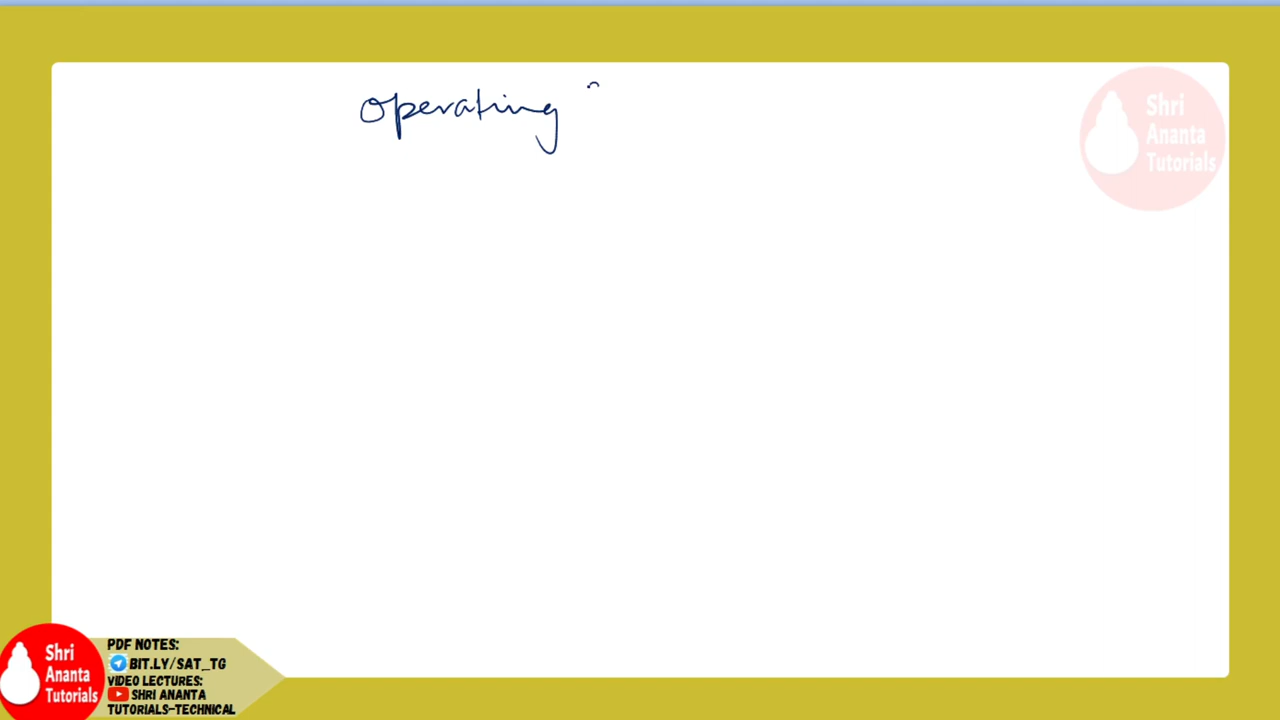 operating
Shri
Ananta
Tutorials
Shri
Ananta
Tutorials
PDF NOTES:
BIT.LY/SAT_TG
VIDEO LECTURES:
SHRI ANANTA
TUTORIALS-TECHNICAL